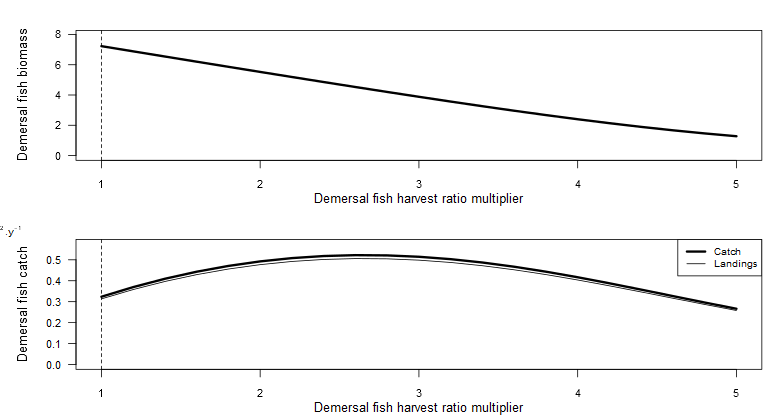 Demersal fish biomass
8
6
4
2
0
1 2 3 4 5
Demersal fish harvest ratio multiplier
².y⁻¹
Demersal fish catch
0.5
0.4
0.3
0.2
0.1
0.0
Catch
Landings
1 2 3 4 5
Demersal fish harvest ratio multiplier